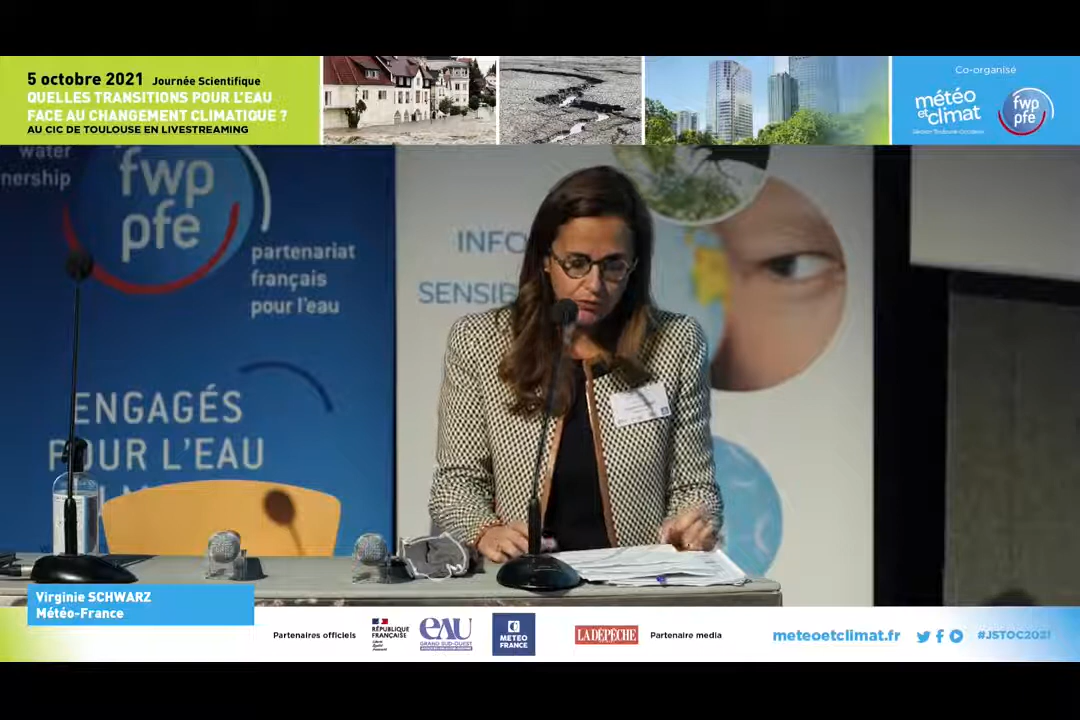 5 octobre 2021 Journée Scientifique
QUELLES TRANSITIONS POUR L'EAU
FACE AU CHANGEMENT CLIMATIQUE ?
AU CIC DE TOULOUSE EN LIVESTREAMING
Co-organisé
météo
et climat
fwp
pfe
water
nership
fwp
pfe
partenariat
français
pour l'eau
ENGAGÉS
POUR L'EAU
INFO
SENSIB
Virginie SCHWARZ
Météo-France
Partenaires officiels
RÉPUBLIQUE
FRANÇAISE
Liberté
Égalité
Fraternité
eau
GRAND SUD-OUEST
METEO
FRANCE
LA DÉPÊCHE
Partenaire media
meteoetclimat.fr
#JSTOC2021